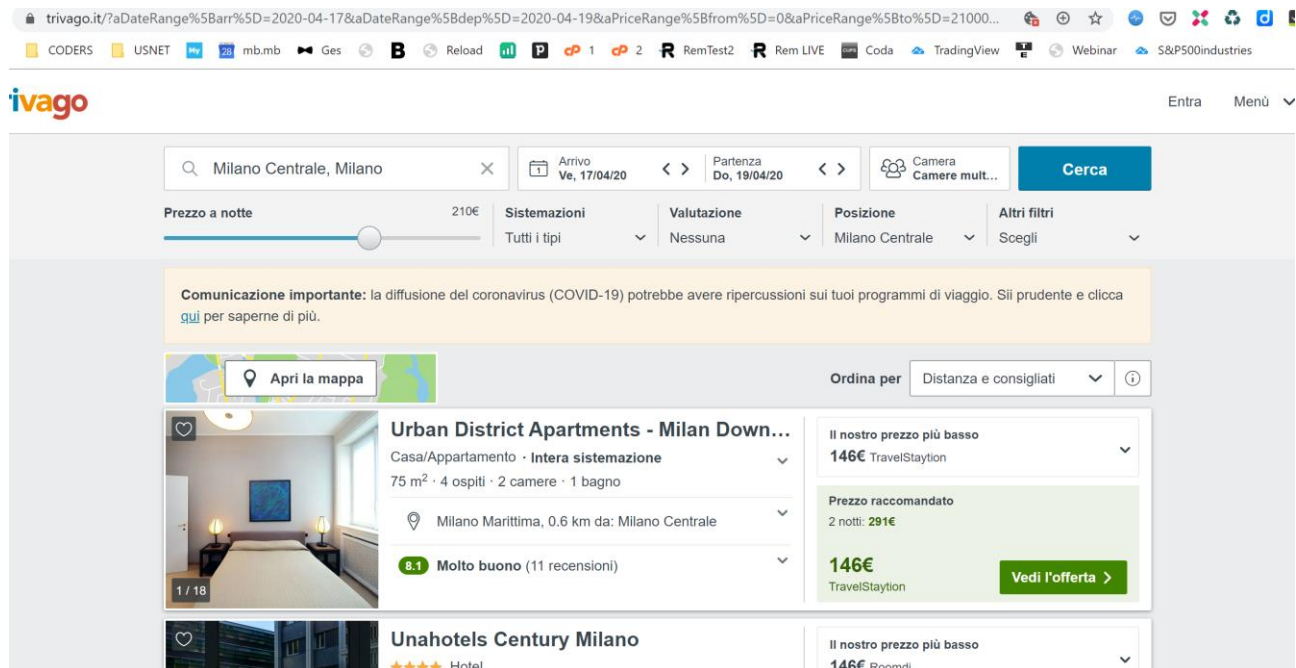 trivago.it/?aDateRange%5Barr%5D=2020-04-17&aDateRange%5Bdep%5D=2020-04-19&aPriceRange%5Bfrom%5D=0&aPriceRange%5Bto%5D=21000...
CODERS USNET My 28 mb.mb Ges B Reload P cP 1 cP 2 R RemTest2 R Rem LIVE Coda TradingView Webinar S&P500industries
rivago
Entra Menù
Milano Centrale, Milano
Arrivo
Ve, 17/04/20
Partenza
Do, 19/04/20
Camera
Camere mult...
Cerca
Prezzo a notte 210€
Sistemazioni
Tutti i tipi
Valutazione
Nessuna
Posizione
Milano Centrale
Altri filtri
Scegli
Comunicazione importante: la diffusione del coronavirus (COVID-19) potrebbe avere ripercussioni sui tuoi programmi di viaggio. Sii prudente e clicca
qui per saperne di più.
Apri la mappa
Ordina per Distanza e consigliati
Urban District Apartments - Milan Down...
Casa/Appartamento · Intera sistemazione
75 m² · 4 ospiti · 2 camere · 1 bagno
Milano Marittima, 0.6 km da: Milano Centrale
8.1 Molto buono (11 recensioni)
1 / 18
Il nostro prezzo più basso
146€ TravelStaytion
Prezzo raccomandato
2 notti: 291€
146€
TravelStaytion
Vedi l'offerta
Unahotels Century Milano
Hotel
Il nostro prezzo più basso
146€ Roomdi